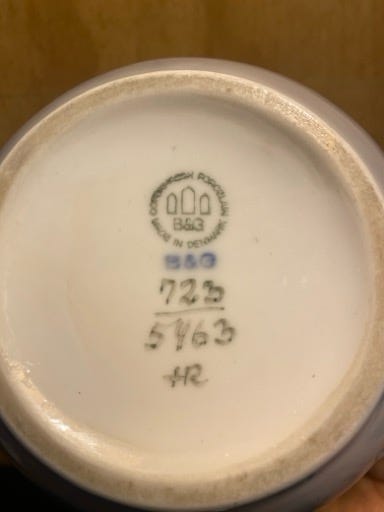 COPENHAGEN PORCELAIN
B&G
MADE IN DENMARK
B&G
723
5463
HR